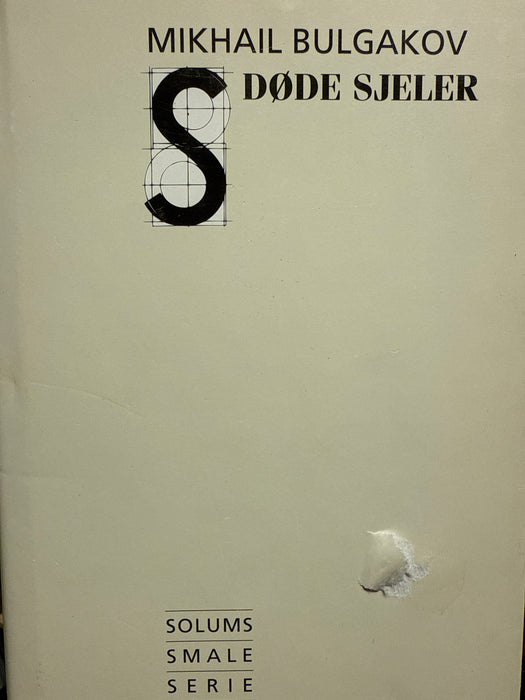 MIKHAIL BULGAKOV
DØDE SJELER
S
SOLUMS
SMALE
SERIE